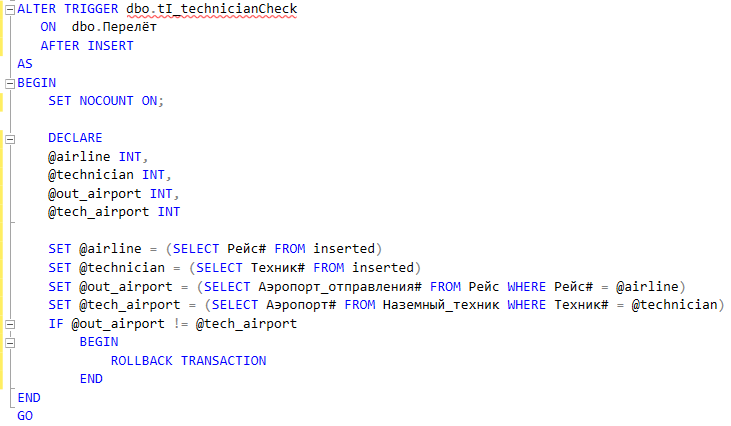 ALTER TRIGGER dbo.tI_technicianCheck
ON dbo.Перелёт
AFTER INSERT
AS
BEGIN
SET NOCOUNT ON;
DECLARE
@airline INT,
@technician INT,
@out_airport INT,
@tech_airport INT
SET @airline = (SELECT Рейс# FROM inserted)
SET @technician = (SELECT Техник# FROM inserted)
SET @out_airport = (SELECT Аэропорт_отправления# FROM Рейс WHERE Рейс# = @airline)
SET @tech_airport = (SELECT Аэропорт# FROM Наземный_техник WHERE Техник# = @technician)
IF @out_airport != @tech_airport
BEGIN
ROLLBACK TRANSACTION
END
END
GO